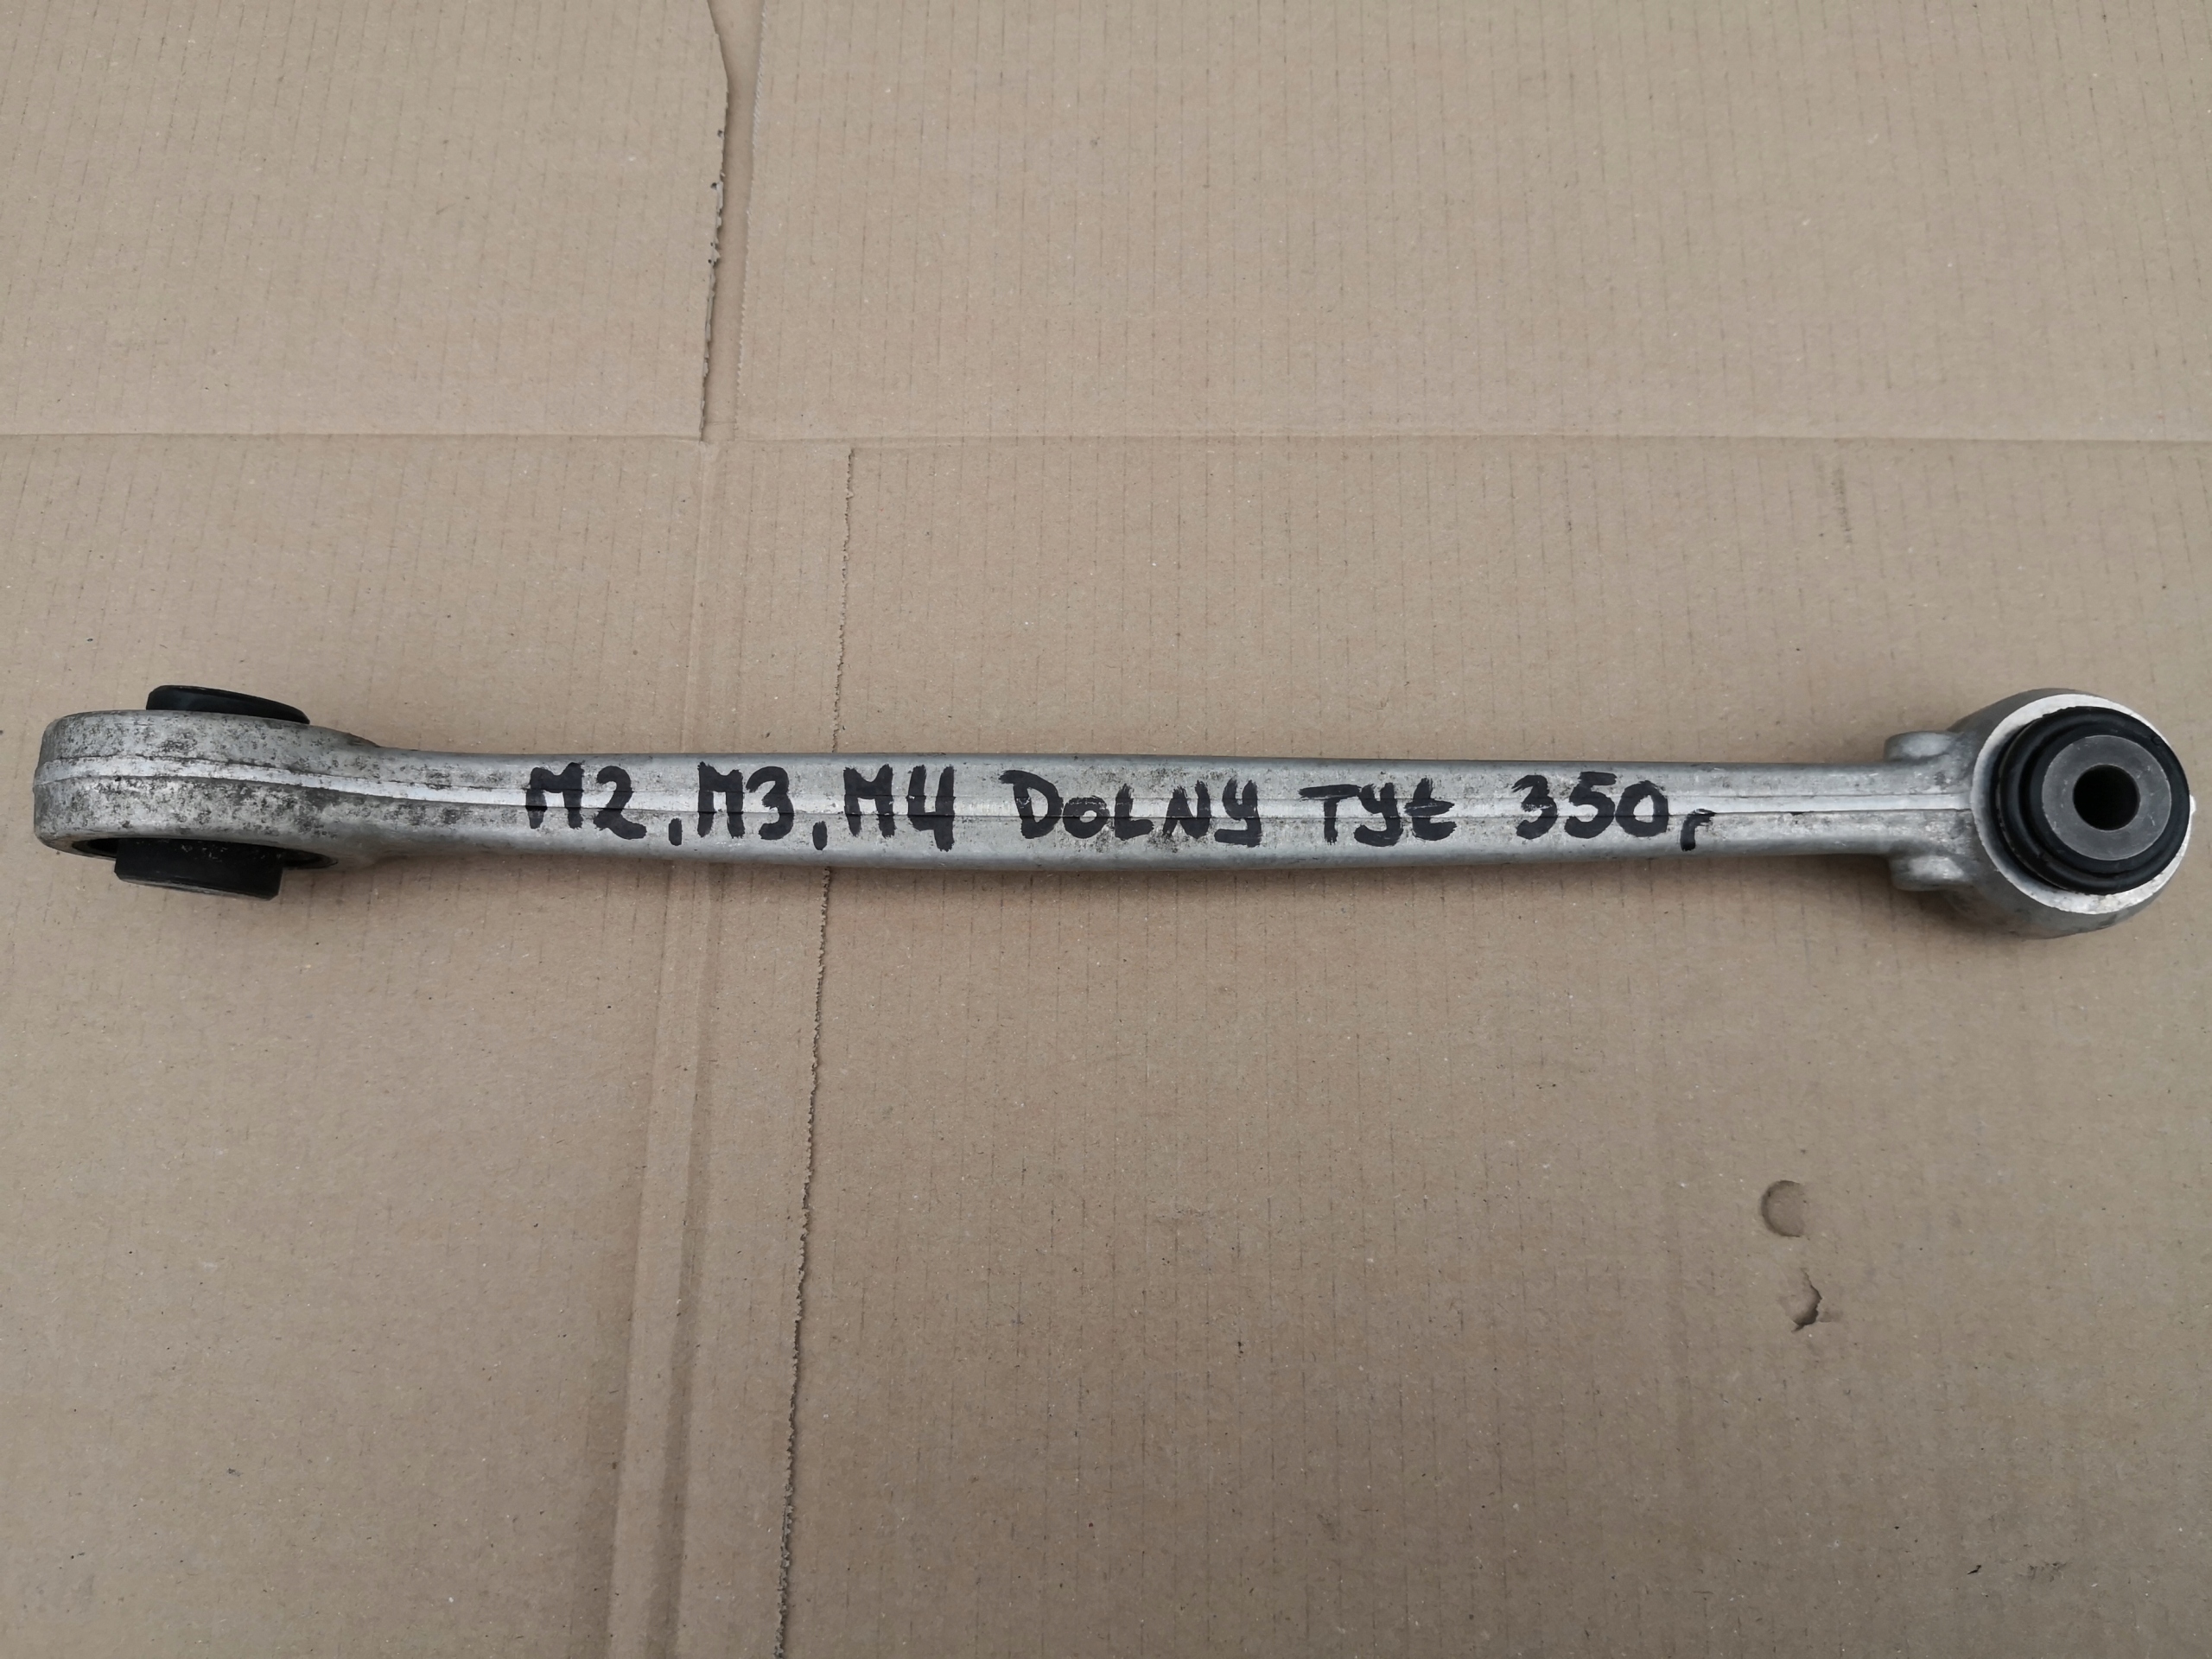 M2, M3, M4 DOLNY TYŁ 350,-